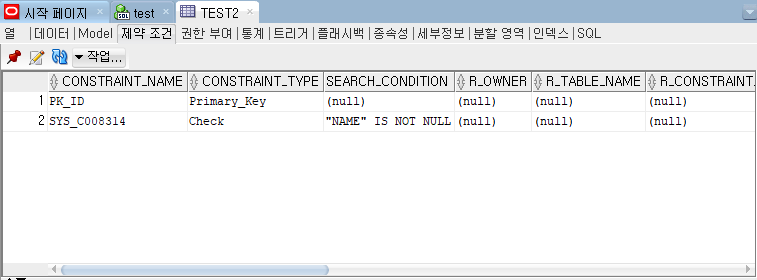 시작 페이지 test TEST2
열 |데이터|Model|제약 조건|권한 부여|통계|트리거|플래시백|종속성|세부정보|분할 영역|인덱스|SQL
작업...
CONSTRAINT_NAME CONSTRAINT_TYPE SEARCH_CONDITION R_OWNER R_TABLE_NAME R_CONSTRAINT_
1 PK_ID Primary_Key (null) (null) (null) (null)
2 SYS_C008314 Check "NAME" IS NOT NULL (null) (null) (null)